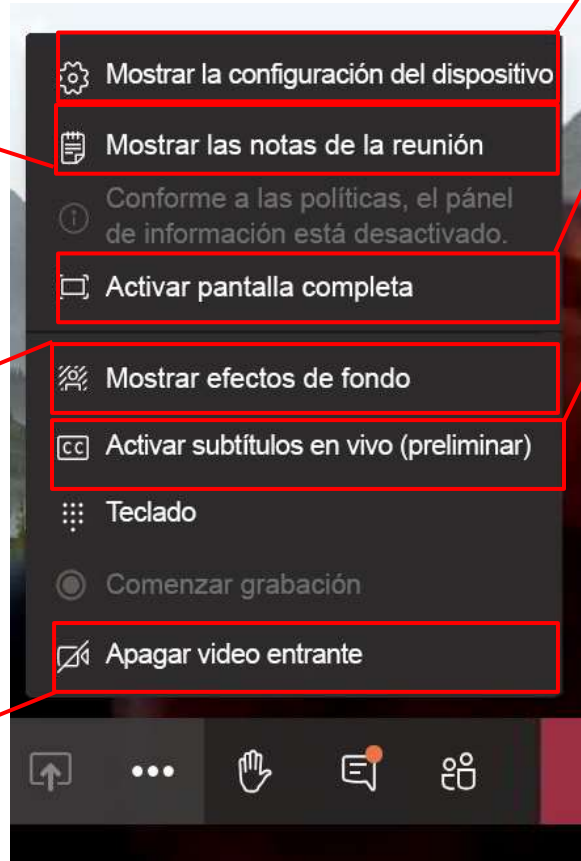 Mostrar la configuración del dispositivo
Mostrar las notas de la reunión
Conforme a las políticas, el pánel
de información está desactivado.
Activar pantalla completa
Mostrar efectos de fondo
CC Activar subtítulos en vivo (preliminar)
Teclado
Comenzar grabación
Apagar video entrante